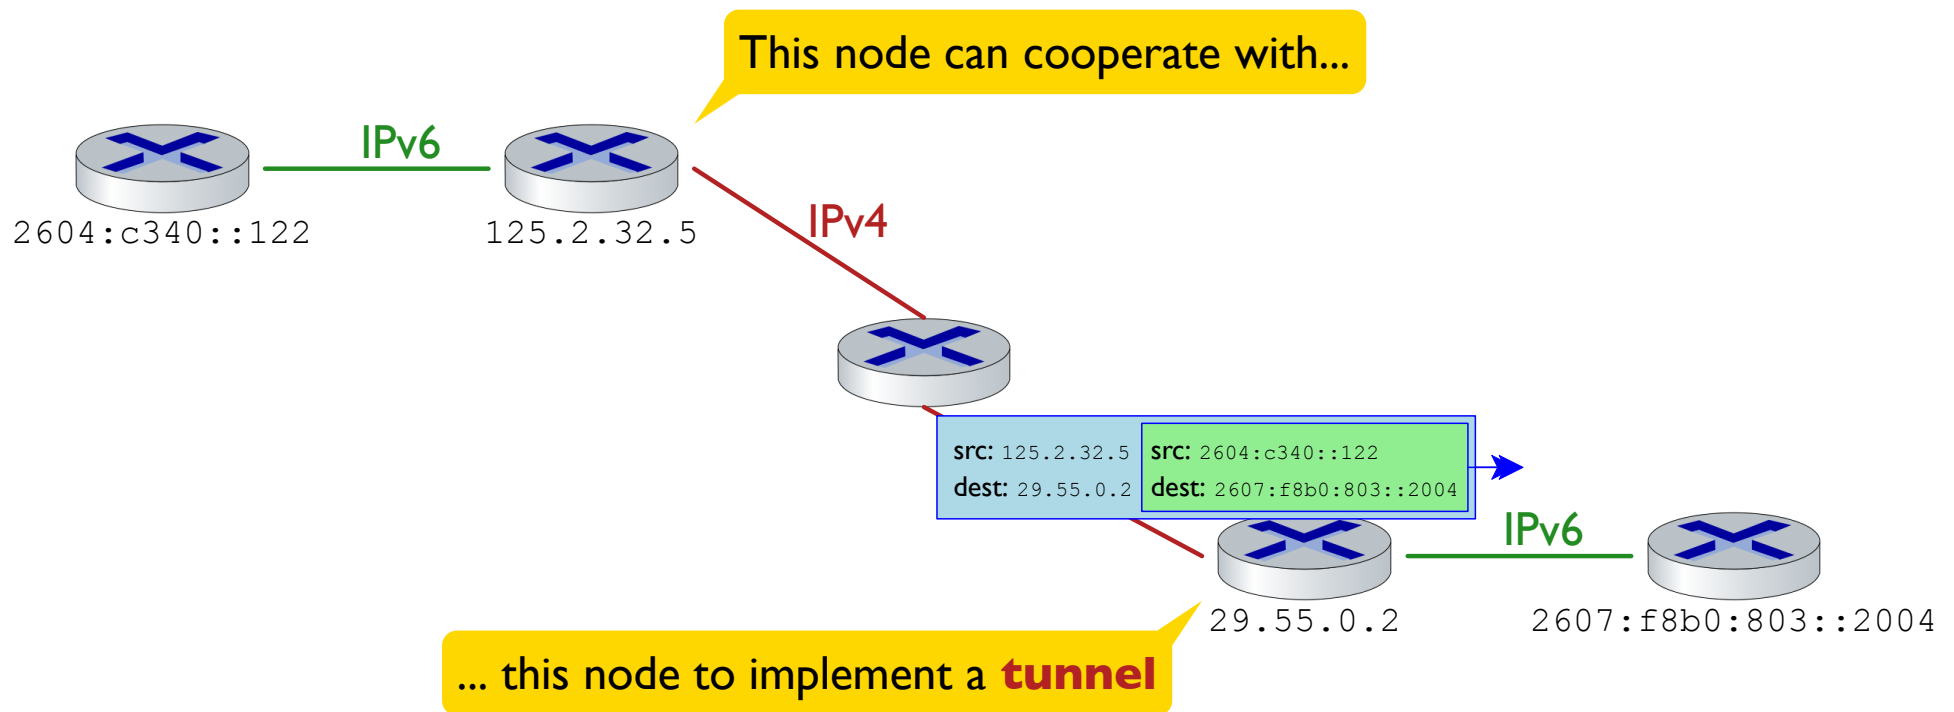 This node can cooperate with...
IPv6
2604:c340::122
125.2.32.5
IPv4
src: 125.2.32.5
dest: 29.55.0.2
src: 2604:c340::122
dest: 2607:f8b0:803::2004
IPv6
29.55.0.2
2607:f8b0:803::2004
... this node to implement a tunnel